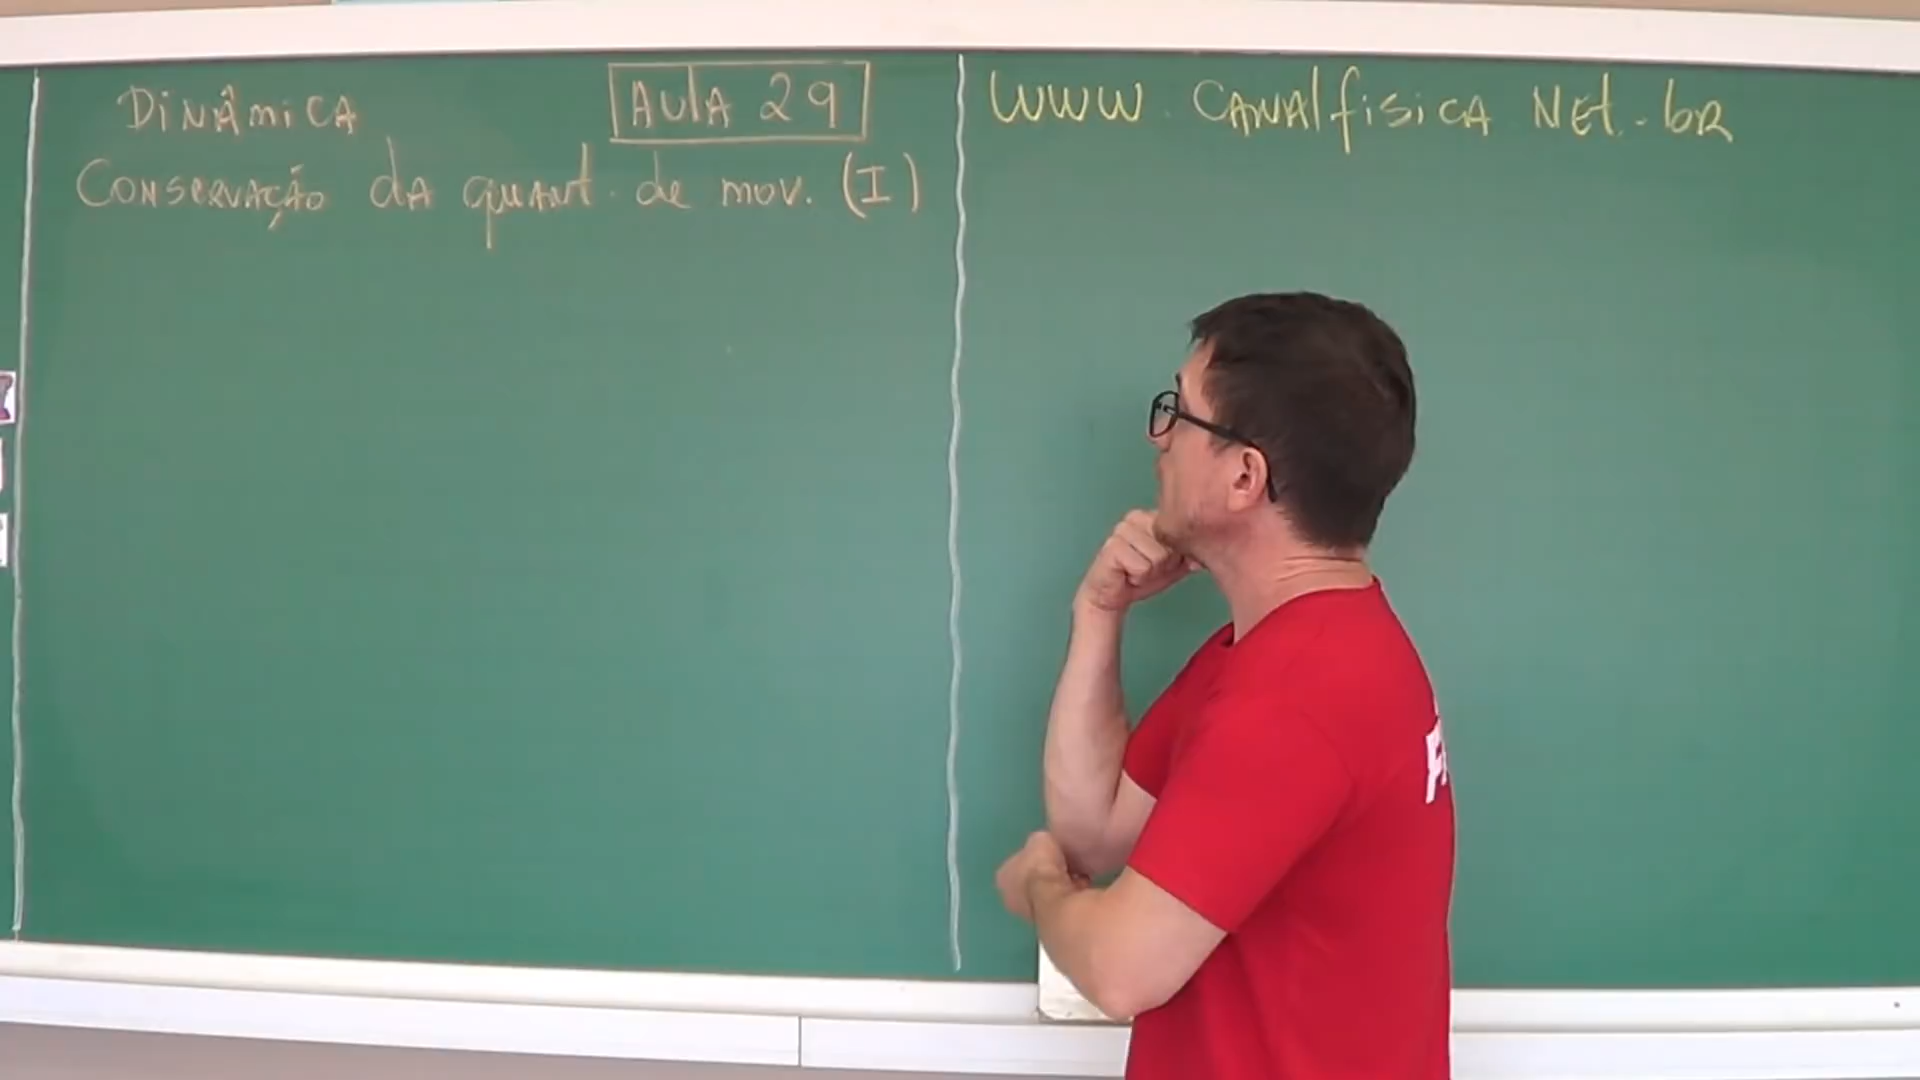 Dinâmica
Aula 29
Conservação da quant. de mov. (I)
www.canalfisica.net.br